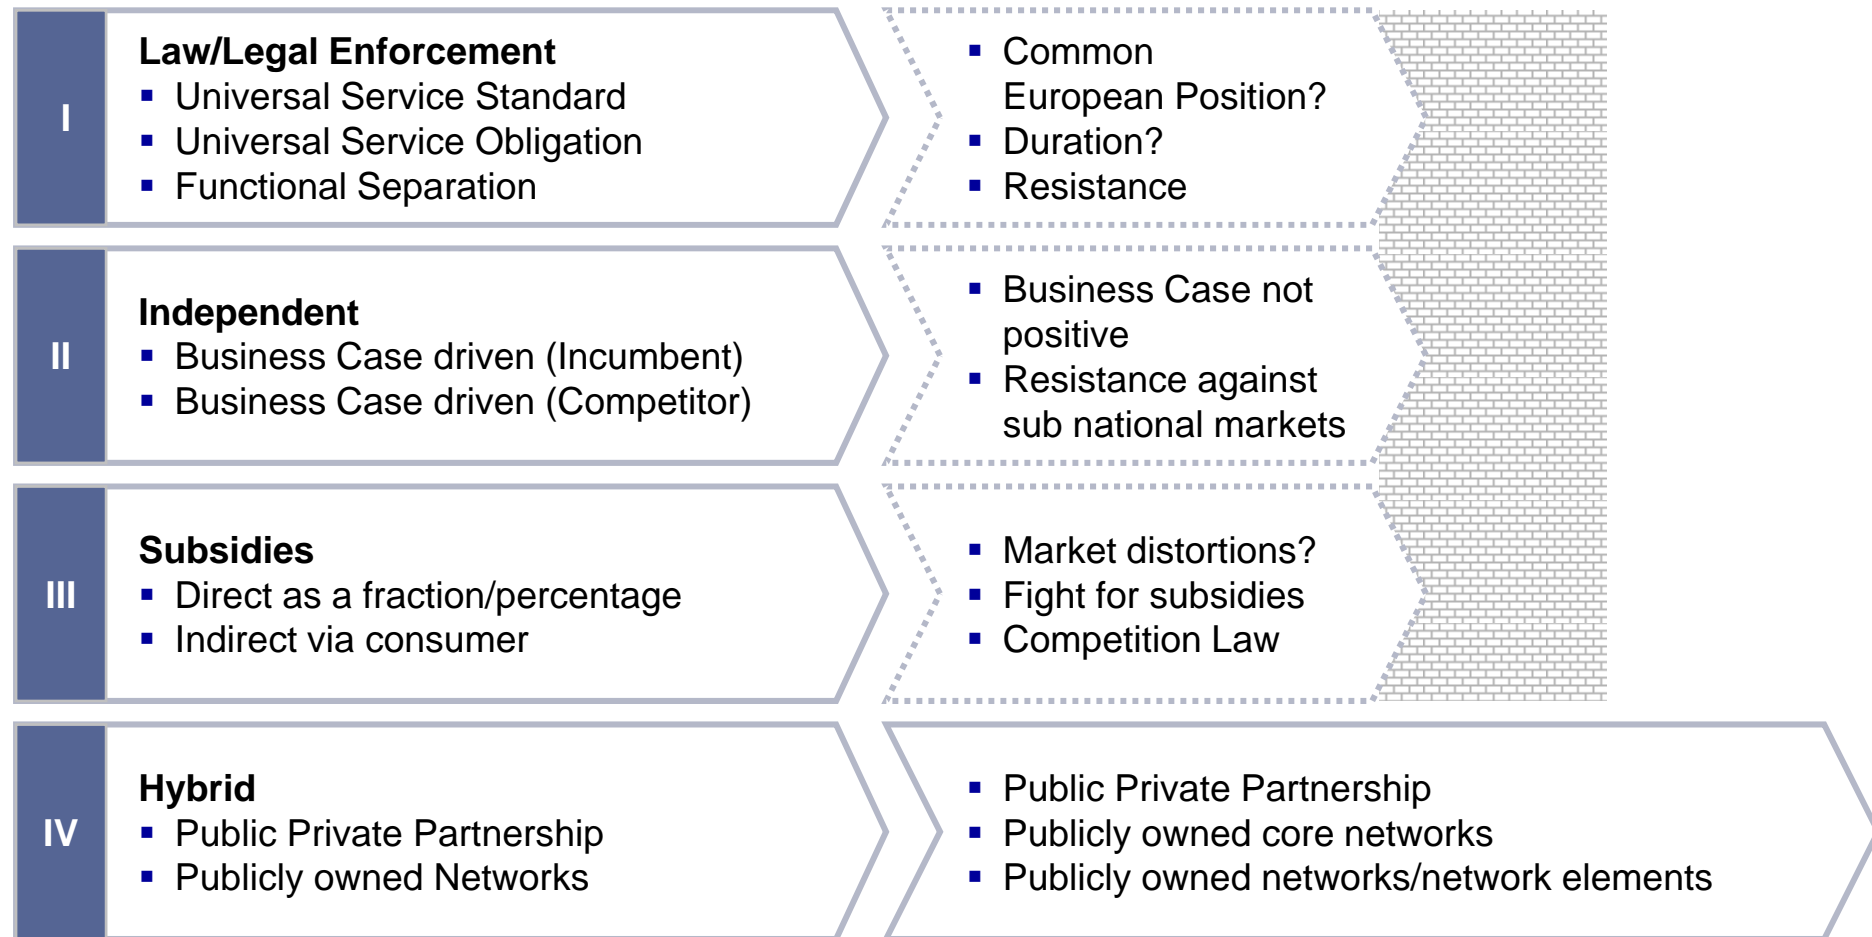 I
Law/Legal Enforcement
▪ Universal Service Standard
▪ Universal Service Obligation
▪ Functional Separation
▪ Common
European Position?
▪ Duration?
▪ Resistance
II
Independent
▪ Business Case driven (Incumbent)
▪ Business Case driven (Competitor)
▪ Business Case not
positive
▪ Resistance against
sub national markets
III
Subsidies
▪ Direct as a fraction/percentage
▪ Indirect via consumer
▪ Market distortions?
▪ Fight for subsidies
▪ Competition Law
IV
Hybrid
▪ Public Private Partnership
▪ Publicly owned Networks
▪ Public Private Partnership
▪ Publicly owned core networks
▪ Publicly owned networks/network elements